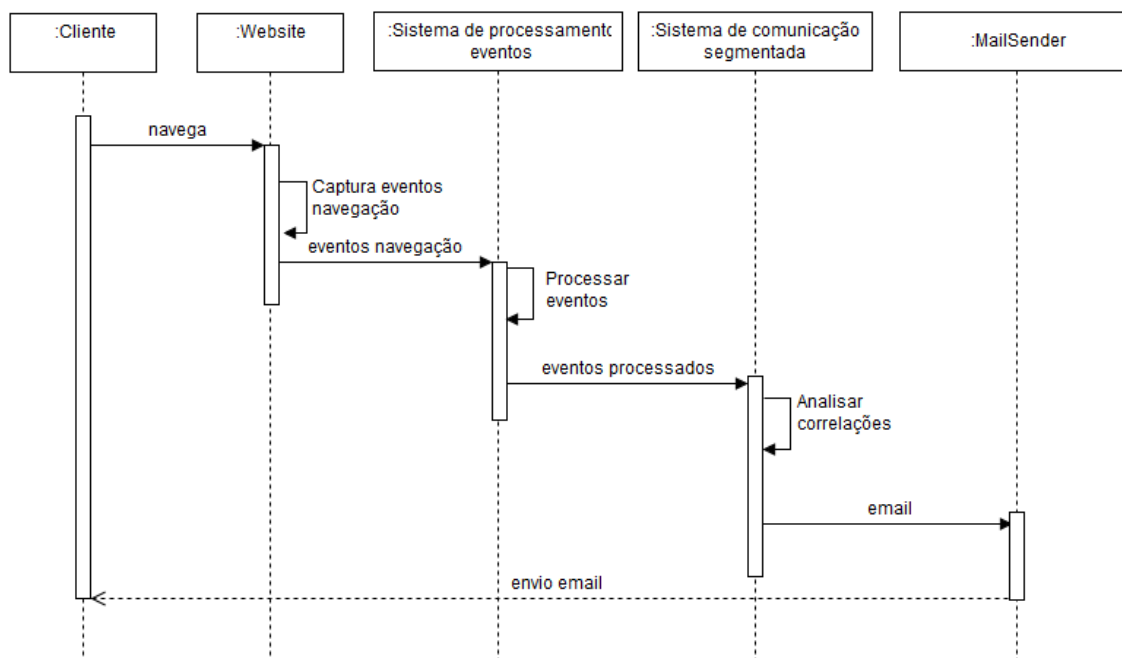 :Cliente
:Website
:Sistema de processamento
eventos
:Sistema de comunicação
segmentada
:MailSender
navega
Captura eventos
navegação
eventos navegação
Processar
eventos
eventos processados
Analisar
correlações
email
envio email